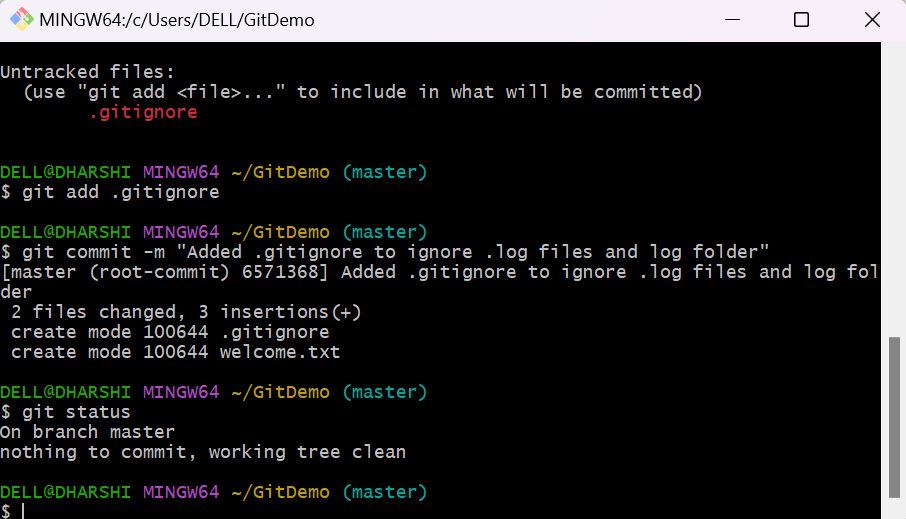 MINGW64:/c/Users/DELL/GitDemo
Untracked files:
  (use "git add <file>..." to include in what will be committed)
        .gitignore
DELL@DHARSHI MINGW64 ~/GitDemo (master)
$ git add .gitignore
DELL@DHARSHI MINGW64 ~/GitDemo (master)
$ git commit -m "Added .gitignore to ignore .log files and log folder"
[master (root-commit) 6571368] Added .gitignore to ignore .log files and log fol
der
 2 files changed, 3 insertions(+)
 create mode 100644 .gitignore
 create mode 100644 welcome.txt
DELL@DHARSHI MINGW64 ~/GitDemo (master)
$ git status
On branch master
nothing to commit, working tree clean
DELL@DHARSHI MINGW64 ~/GitDemo (master)
$